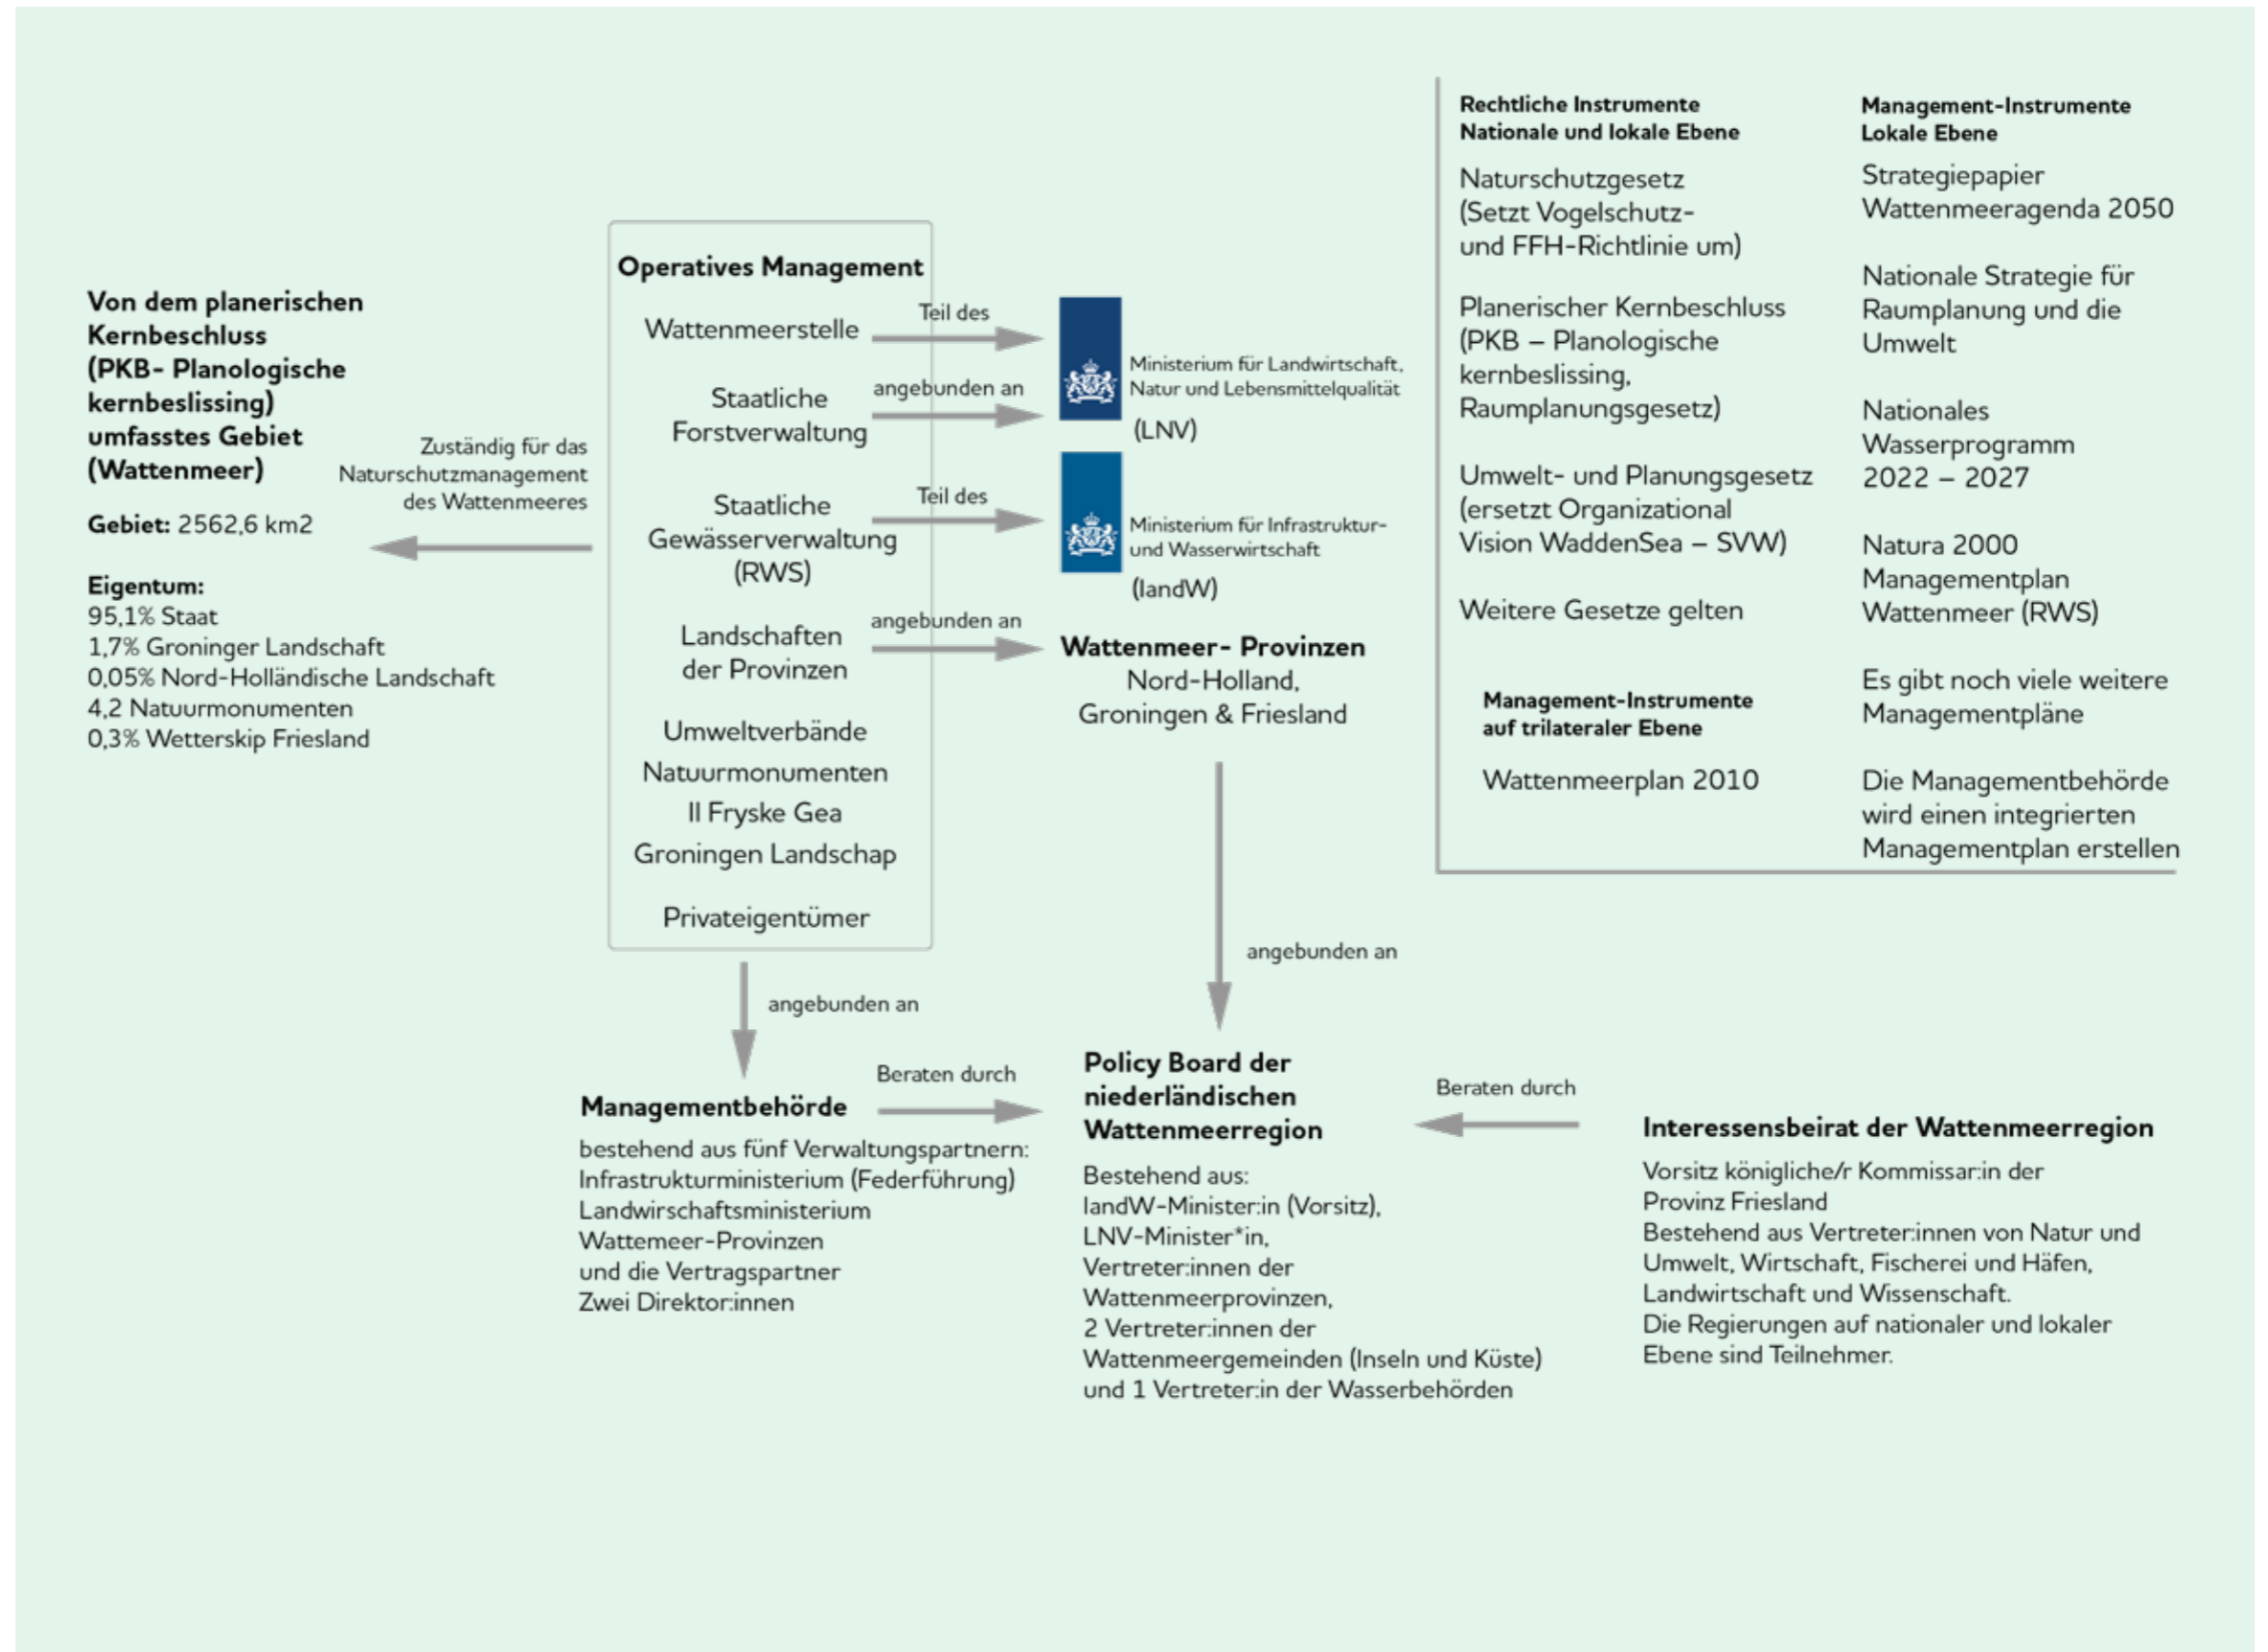 Von dem planerischen
Kernbeschluss
(PKB- Planologische
kernbeslissing)
umfasstes Gebiet
(Wattenmeer)
Gebiet: 2562,6 km2
Eigentum:
95,1% Staat
1,7% Groninger Landschaft
0,05% Nord-Holländische Landschaft
4,2 Natuurmonumenten
0,3% Wetterskip Friesland
Zuständig für das
Naturschutzmanagement
des Wattenmeeres
Operatives Management
Wattenmeerstelle
Staatliche
Forstverwaltung
Staatliche
Gewässerverwaltung
(RWS)
Landschaften
der Provinzen
Umweltverbände
Natuurmonumenten
II Fryske Gea
Groningen Landschap
Privateigentümer
Teil des
angebunden an
Teil des
angebunden an
Ministerium für Landwirtschaft,
Natur und Lebensmittelqualität
(LNV)
Ministerium für Infrastruktur-
und Wasserwirtschaft
(IandW)
Wattenmeer- Provinzen
Nord-Holland,
Groningen & Friesland
angebunden an
angebunden an
Managementbehörde
bestehend aus fünf Verwaltungspartnern:
Infrastrukturministerium (Federführung)
Landwirschaftsministerium
Wattemeer-Provinzen
und die Vertragspartner
Zwei Direktor:innen
Beraten durch
Policy Board der
niederländischen
Wattenmeerregion
Bestehend aus:
IandW-Minister:in (Vorsitz),
LNV-Minister*in,
Vertreter:innen der
Wattenmeerprovinzen,
2 Vertreter:innen der
Wattenmeergemeinden (Inseln und Küste)
und 1 Vertreter:in der Wasserbehörden
Beraten durch
Interessensbeirat der Wattenmeerregion
Vorsitz königliche/r Kommissar:in der
Provinz Friesland
Bestehend aus Vertreter:innen von Natur und
Umwelt, Wirtschaft, Fischerei und Häfen,
Landwirtschaft und Wissenschaft.
Die Regierungen auf nationaler und lokaler
Ebene sind Teilnehmer.
Rechtliche Instrumente
Nationale und lokale Ebene
Naturschutzgesetz
(Setzt Vogelschutz-
und FFH-Richtlinie um)
Planerischer Kernbeschluss
(PKB – Planologische
kernbeslissing,
Raumplanungsgesetz)
Umwelt- und Planungsgesetz
(ersetzt Organizational
Vision WaddenSea – SVW)
Weitere Gesetze gelten
Management-Instrumente
auf trilateraler Ebene
Wattenmeerplan 2010
Management-Instrumente
Lokale Ebene
Strategiepapier
Wattenmeeragenda 2050
Nationale Strategie für
Raumplanung und die
Umwelt
Nationales
Wasserprogramm
2022 – 2027
Natura 2000
Managementplan
Wattenmeer (RWS)
Es gibt noch viele weitere
Managementpläne
Die Managementbehörde
wird einen integrierten
Managementplan erstellen